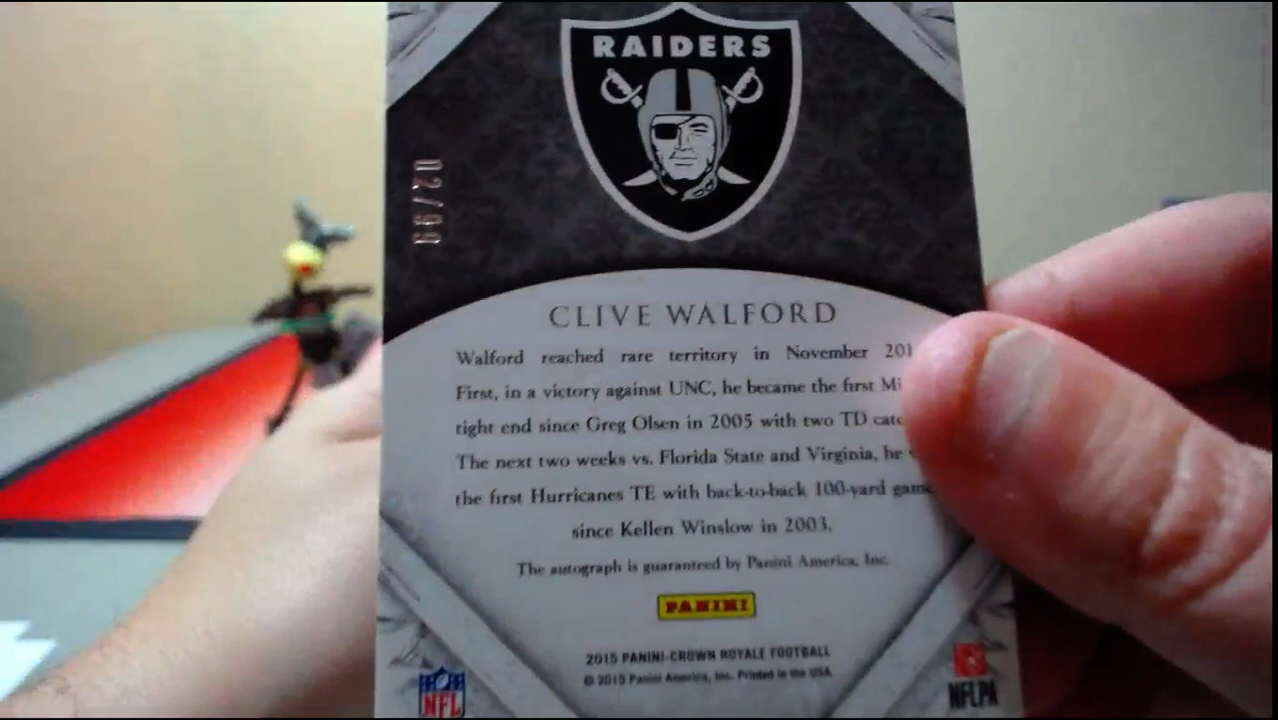 RAIDERS
02/99
CLIVE WALFORD
Walford reached rare territory in November 201
First, in a victory against UNC, he became the first Mi
tight end since Greg Olsen in 2005 with two TD catc
The next two weeks vs. Florida State and Virginia, he
the first Hurricanes TE with back-to-back 100-yard game
since Kellen Winslow in 2003.
The autograph is guaranteed by Panini America, Inc.
PANINI
2015 PANINI-CROWN ROYALE FOOTBALL
© 2015 Panini America, Inc. Printed in the USA.
NFL
NFLPA